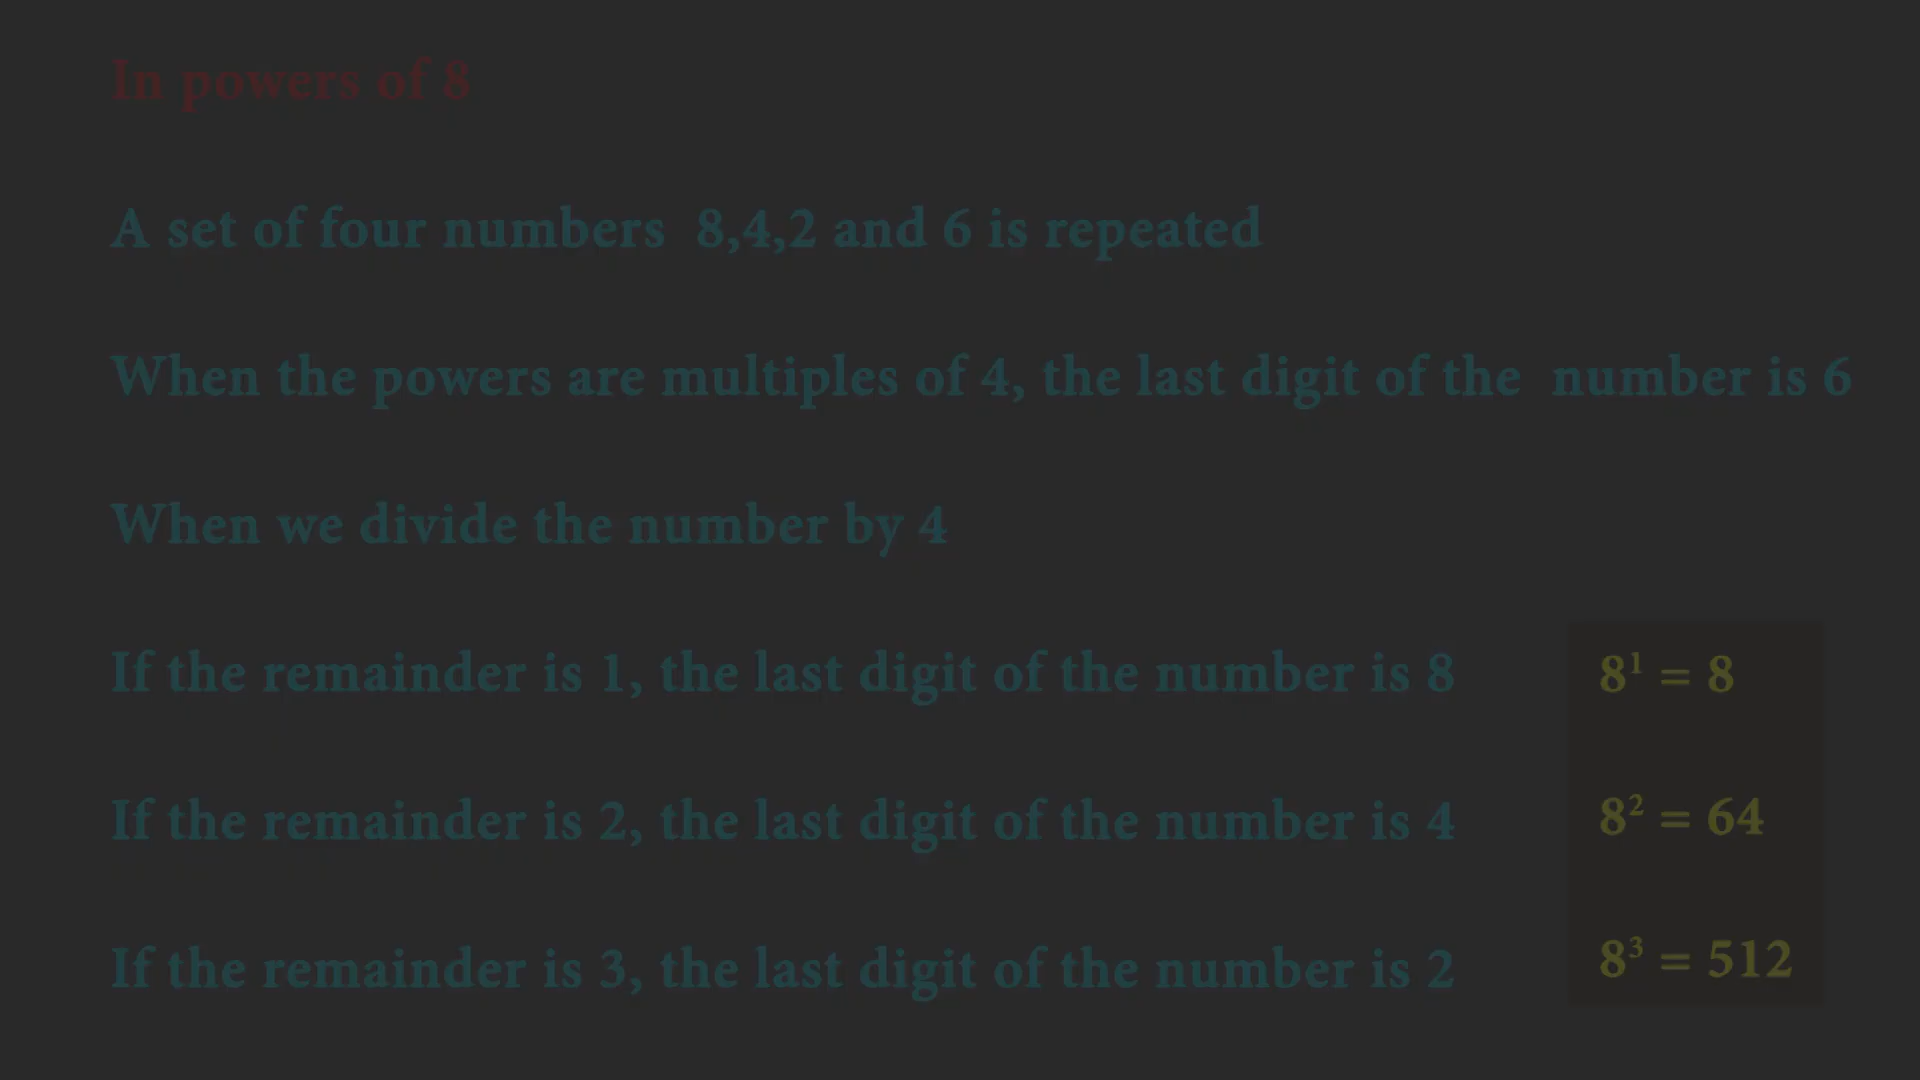 In powers of 8
A set of four numbers 8,4,2 and 6 is repeated
When the powers are multiples of 4, the last digit of the number is 6
When we divide the number by 4
If the remainder is 1, the last digit of the number is 8
8¹ = 8
If the remainder is 2, the last digit of the number is 4
8² = 64
If the remainder is 3, the last digit of the number is 2
8³ = 512